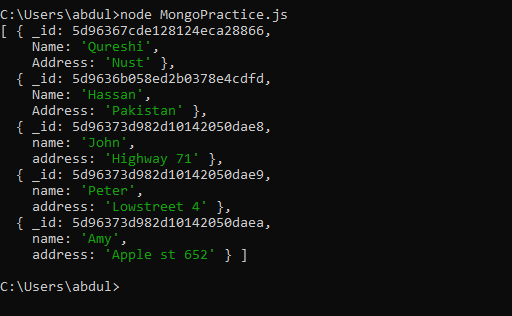 C:\Users\abdul>node MongoPractice.js
[ { _id: 5d96367cde128124eca28866,
Name: 'Qureshi',
Address: 'Nust' },
{ _id: 5d9636b058ed2b0378e4cdfd,
Name: 'Hassan',
Address: 'Pakistan' },
{ _id: 5d96373d982d10142050dae8,
name: 'John',
address: 'Highway 71' },
{ _id: 5d96373d982d10142050dae9,
name: 'Peter',
address: 'Lowstreet 4' },
{ _id: 5d96373d982d10142050daea,
name: 'Amy',
address: 'Apple st 652' } ]
C:\Users\abdul>